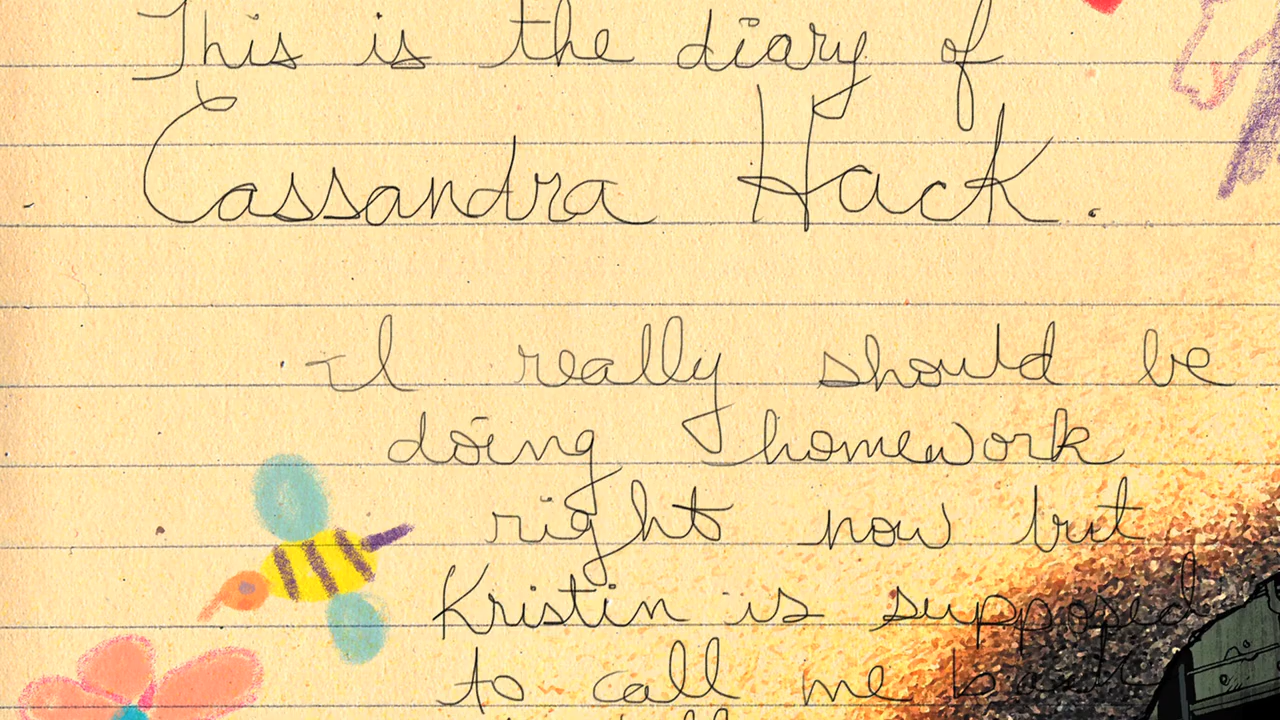 This is the diary of
Cassandra Hack.
I really should be
doing homework
right now but
Kristin is supposed
to call me back